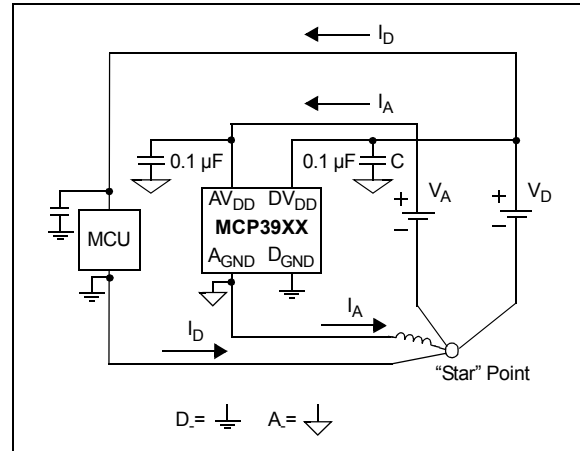 I_D
I_A
0.1 µF
0.1 µF
C
AV_DD DV_DD
V_A
V_D
+
+
MCP39XX
MCU
–
–
A_GND D_GND
I_A
I_D
"Star" Point
D_-= A_-=